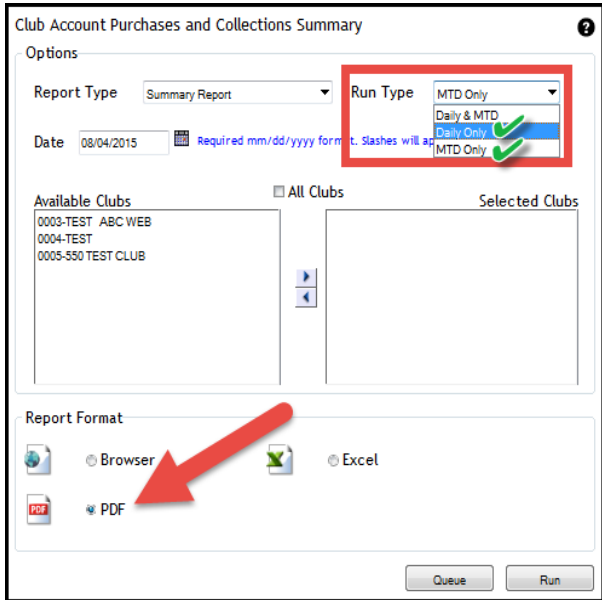 Club Account Purchases and Collections Summary
?
Options
Report Type Summary Report Run Type MTD Only
Daily & MTD
Daily Only
MTD Only
Date 08/04/2015 Required mm/dd/yyyy format. Slashes will ap
All Clubs
Available Clubs Selected Clubs
0003-TEST ABC WEB
0004-TEST
0005-550 TEST CLUB
Report Format
Browser Excel
PDF PDF
Queue Run